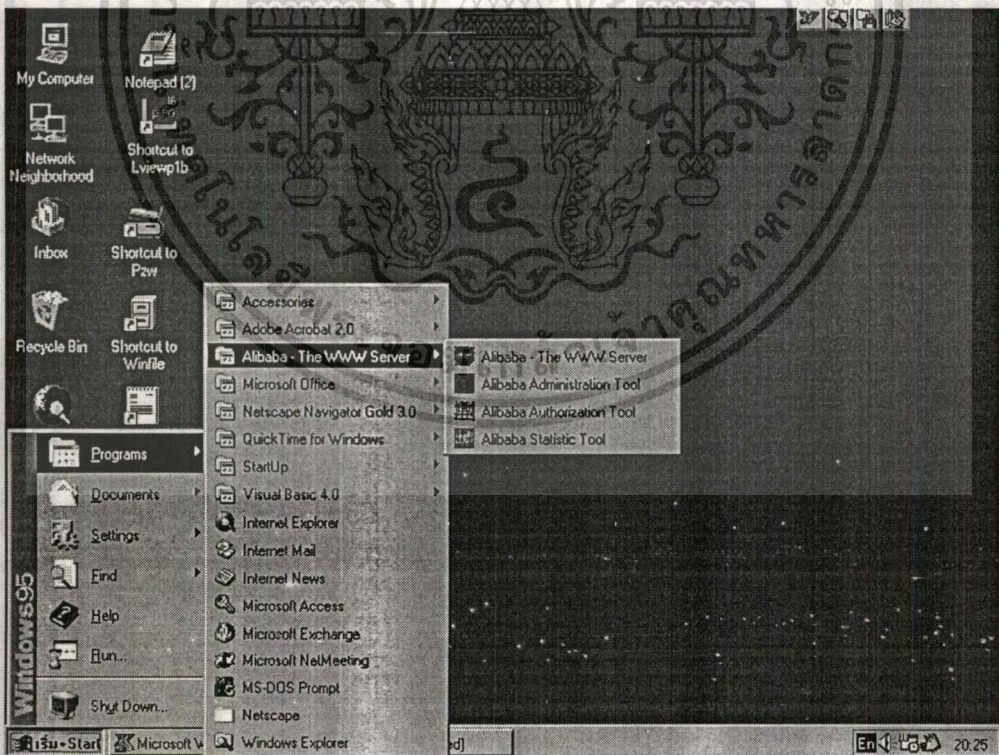 My Computer
Notepad (2)
Network
Neighborhood
Shortcut to
Lviewp1b
Inbox
Shortcut to
Pzw
Recycle Bin
Shortcut to
Winfile
Windows95
Programs
Documents
Settings
Find
Help
Run...
Shut Down...
Accessories
Adobe Acrobat 2.0
Alibaba - The WWW Server
Microsoft Office
Netscape Navigator Gold 3.0
QuickTime for Windows
StartUp
Visual Basic 4.0
Internet Explorer
Internet Mail
Internet News
Microsoft Access
Microsoft Exchange
Microsoft NetMeeting
MS-DOS Prompt
Netscape
Windows Explorer
Alibaba - The WWW Server
Alibaba Administration Tool
Alibaba Authorization Tool
Alibaba Statistic Tool
เริ่ม-Start
Microsoft W
ed]
En
20:25